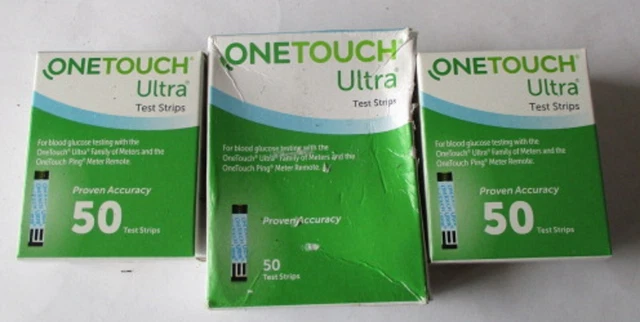 ONETOUCH®
Ultra®
Test Strips
For blood glucose testing with the
OneTouch® Ultra® Family of Meters and the
OneTouch Ping® Meter Remote.
Proven Accuracy
50
Test Strips
ONETOUCH®
Ultra®
Test Strips
For blood glucose testing with the
OneTouch® Ultra® Family of Meters and the
OneTouch Ping® Meter Remote.
Proven Accuracy
50
Test Strips
ONETOUCH®
Ultra®
Test Strips
For blood glucose testing with the
OneTouch® Ultra® Family of Meters and the
OneTouch Ping® Meter Remote.
Proven Accuracy
50
Test Strips